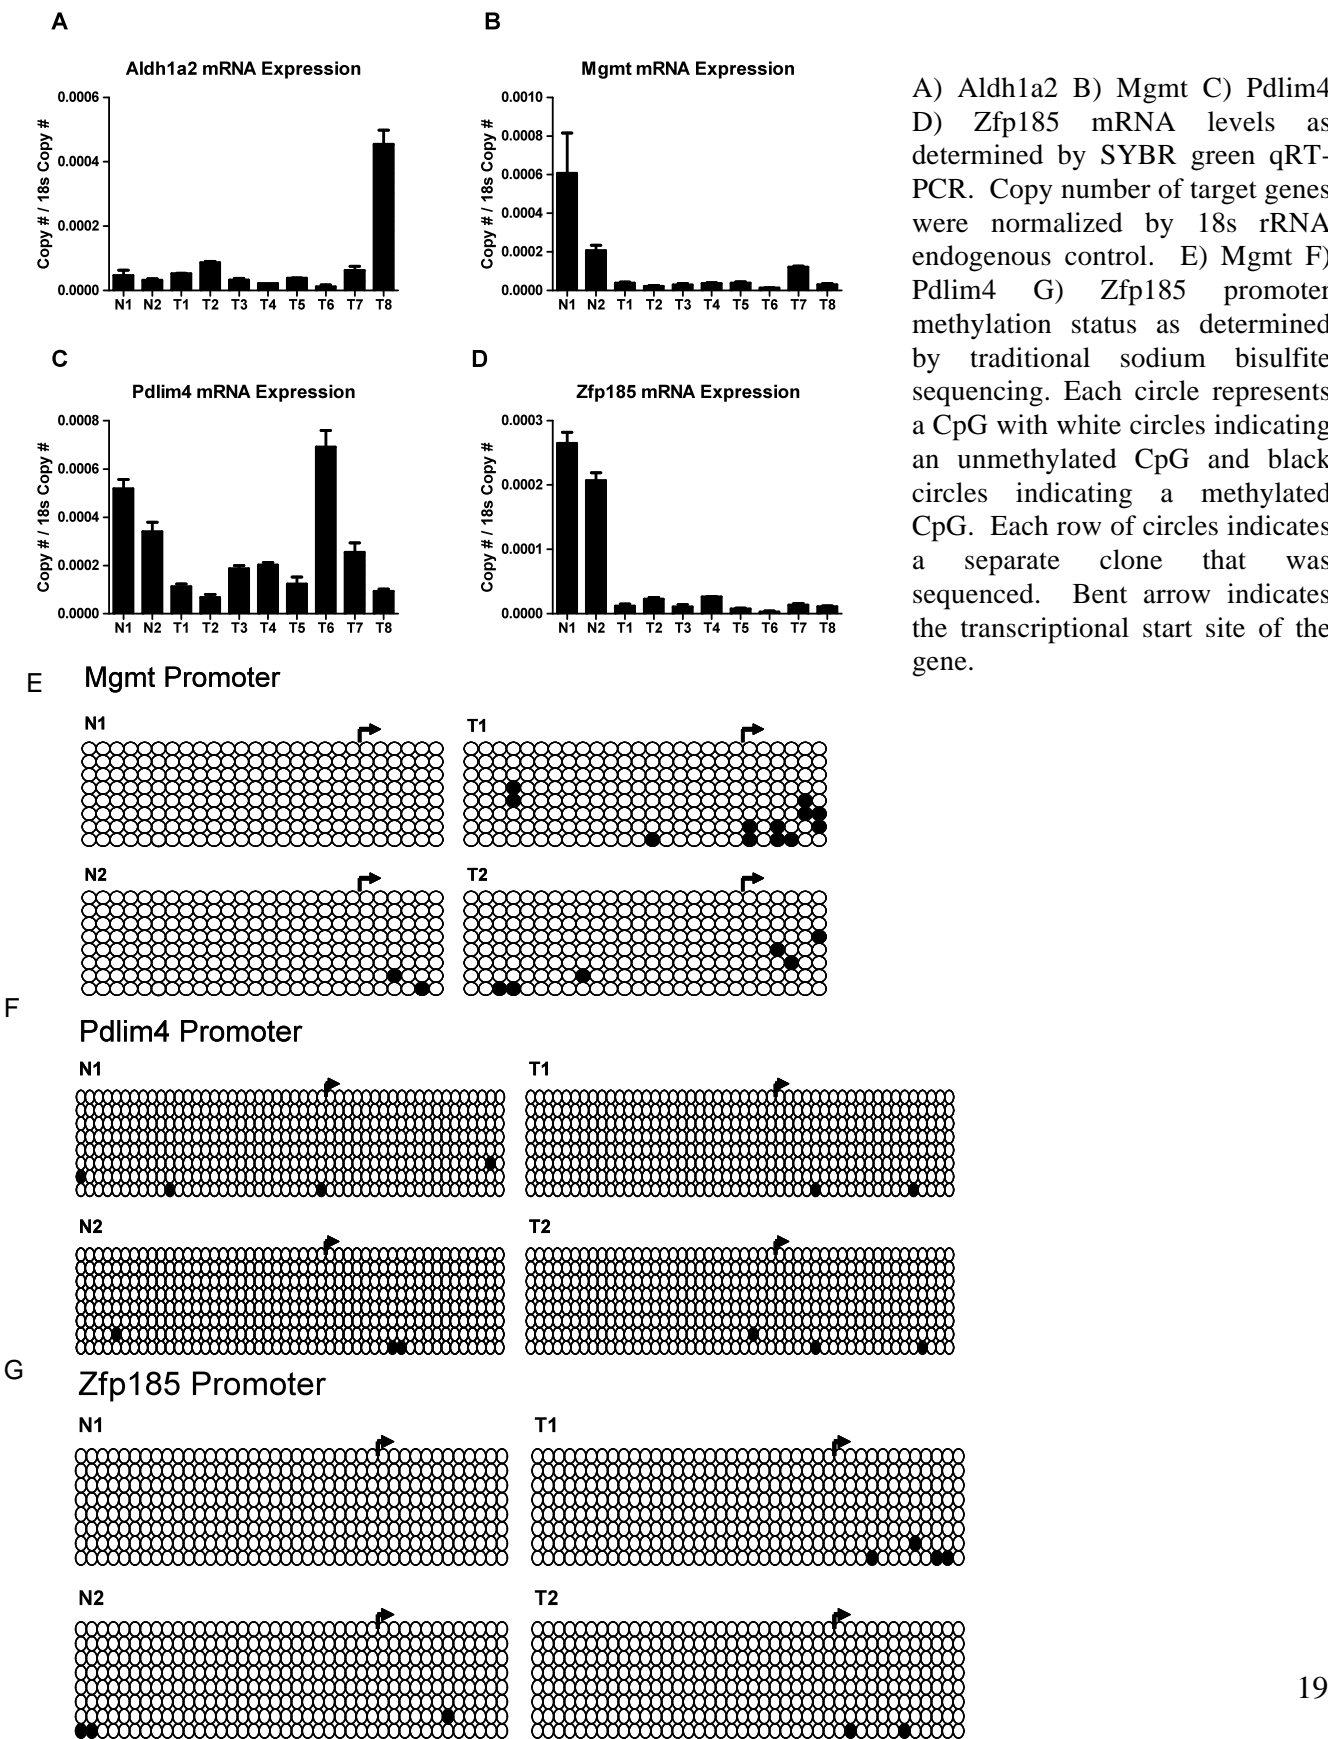 A
Aldh1a2 mRNA Expression
Copy # / 18s Copy #
0.0006
0.0004
0.0002
0.0000
N1 N2 T1 T2 T3 T4 T5 T6 T7 T8
B
Mgmt mRNA Expression
Copy # / 18s Copy #
0.0010
0.0008
0.0006
0.0004
0.0002
0.0000
N1 N2 T1 T2 T3 T4 T5 T6 T7 T8
C
Pdlim4 mRNA Expression
Copy # / 18s Copy #
0.0008
0.0006
0.0004
0.0002
0.0000
N1 N2 T1 T2 T3 T4 T5 T6 T7 T8
D
Zfp185 mRNA Expression
Copy # / 18s Copy #
0.0003
0.0002
0.0001
0.0000
N1 N2 T1 T2 T3 T4 T5 T6 T7 T8
A) Aldh1a2 B) Mgmt C) Pdlim4
D) Zfp185 mRNA levels as
determined by SYBR green qRT-
PCR. Copy number of target genes
were normalized by 18s rRNA
endogenous control. E) Mgmt F)
Pdlim4 G) Zfp185 promoter
methylation status as determined
by traditional sodium bisulfite
sequencing. Each circle represents
a CpG with white circles indicating
an unmethylated CpG and black
circles indicating a methylated
CpG. Each row of circles indicates
a separate clone that was
sequenced. Bent arrow indicates
the transcriptional start site of the
gene.
E
Mgmt Promoter
N1
T1
N2
T2
F
Pdlim4 Promoter
N1
T1
N2
T2
G
Zfp185 Promoter
N1
T1
N2
T2
19